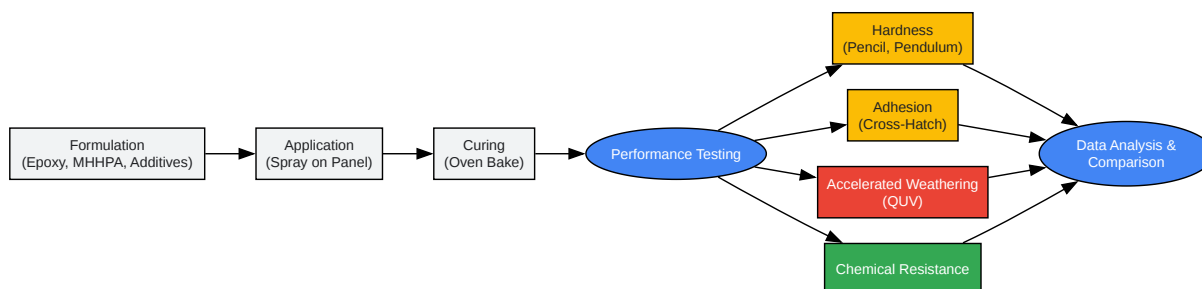 Formulation
(Epoxy, MHHPA, Additives)
Application
(Spray on Panel)
Curing
(Oven Bake)
Performance Testing
Hardness
(Pencil, Pendulum)
Adhesion
(Cross-Hatch)
Accelerated Weathering
(QUV)
Chemical Resistance
Data Analysis &
Comparison